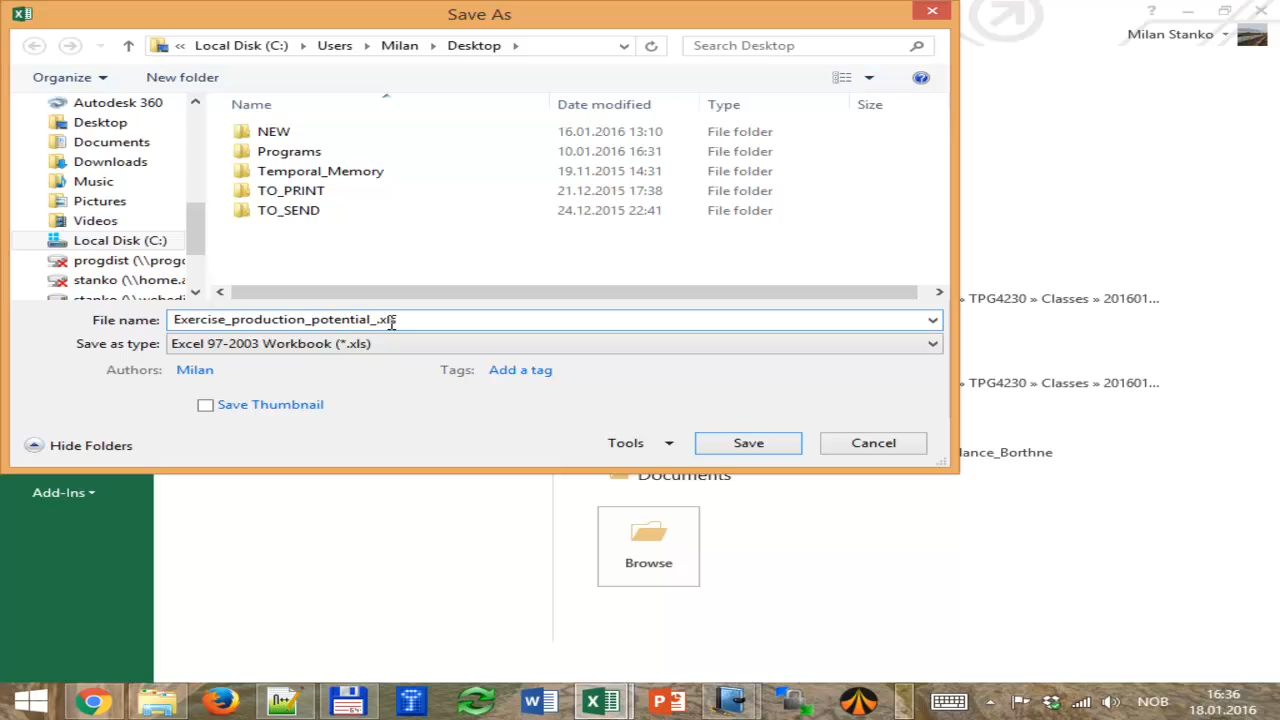 Save As
« Local Disk (C:) Users Milan Desktop
Search Desktop
Milan Stanko
Organize
New folder
Name
Date modified
Type
Size
Autodesk 360
Desktop
Documents
Downloads
Music
Pictures
Videos
Local Disk (C:)
progdist (\\progc
stanko (\\home.a
NEW 16.01.2016 13:10 File folder
Programs 10.01.2016 16:31 File folder
Temporal_Memory 19.11.2015 14:31 File folder
TO_PRINT 21.12.2015 17:38 File folder
TO_SEND 24.12.2015 22:41 File folder
» TPG4230 » Classes » 201601...
File name: Exercise_production_potential_.xls
Save as type: Excel 97-2003 Workbook (*.xls)
Authors: Milan
Tags: Add a tag
» TPG4230 » Classes » 201601...
Save Thumbnail
Hide Folders
Tools
Save
Cancel
lance_Borthne
Documents
Add-Ins
Browse
NOB
16:36
18.01.2016